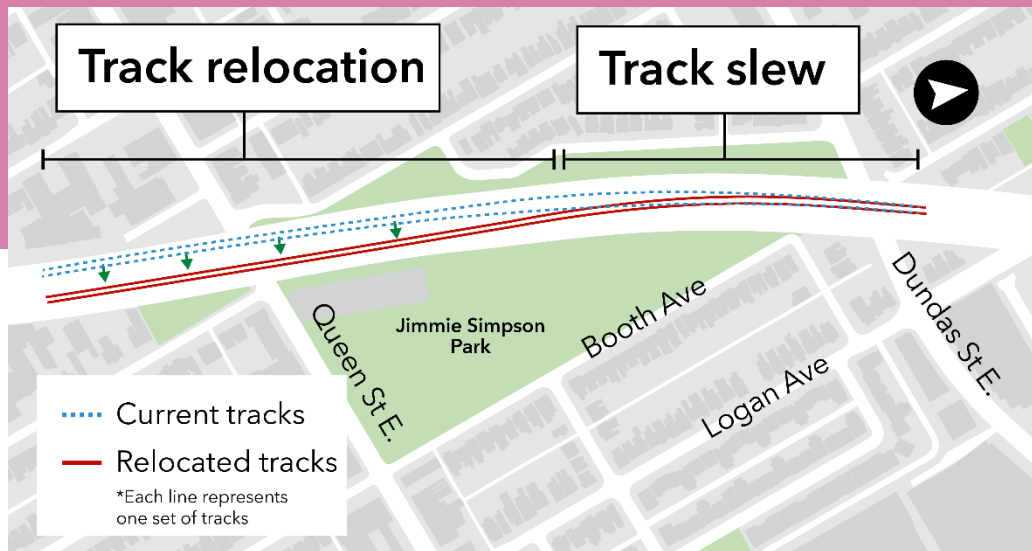 Track relocation
Track slew
Queen St E.
Jimmie Simpson
Park
Booth Ave
Logan Ave
Dundas St E.
Current tracks
Relocated tracks
*Each line represents
one set of tracks